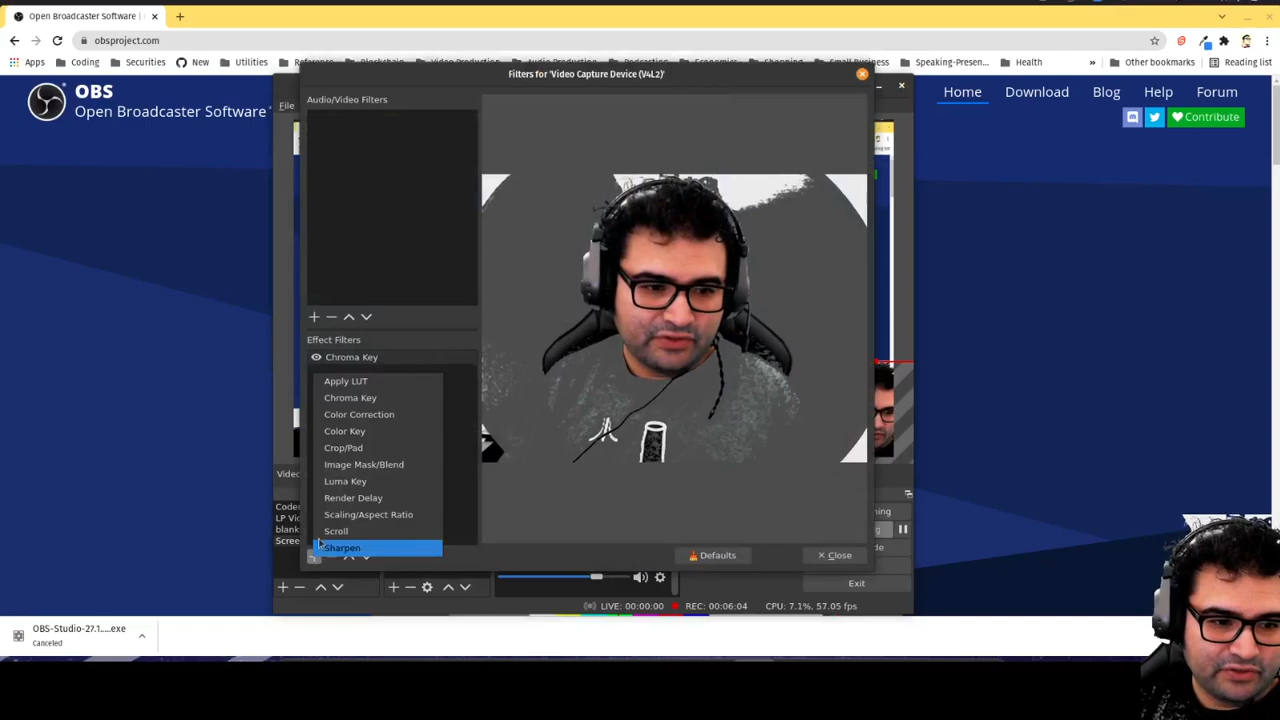 Open Broadcaster Software |
obsproject.com
Apps Coding Securities New Utilities Other bookmarks Reading list
Speaking-Presen... Health
OBS
Open Broadcaster Software
Home Download Blog Help Forum
Contribute
File
Filters for 'Video Capture Device (V4L2)'
Audio/Video Filters
Effect Filters
Chroma Key
Apply LUT
Chroma Key
Color Correction
Color Key
Crop/Pad
Image Mask/Blend
Luma Key
Render Delay
Scaling/Aspect Ratio
Scroll
Sharpen
Defaults
Close
Exit
LIVE: 00:00:00 REC: 00:06:04 CPU: 7.1%, 57.05 fps
OBS-Studio-27.1....exe
Canceled